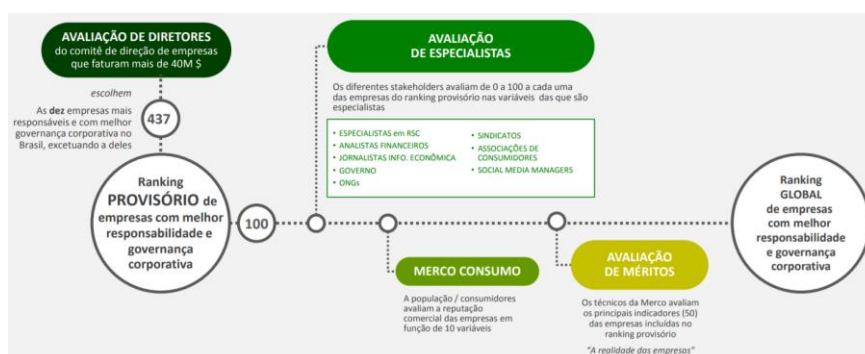 AVALIAÇÃO DE DIRETORES
do comitê de direção de empresas
que faturam mais de 40M $
escolhem
As dez empresas mais
responsáveis e com melhor
governança corporativa no
Brasil, excetuando a deles
437
Ranking
PROVISÓRIO de
empresas com melhor
responsabilidade e
governança
corporativa
100
AVALIAÇÃO
DE ESPECIALISTAS
Os diferentes stakeholders avaliam de 0 a 100 a cada uma
das empresas do ranking provisório nas variáveis das que são
especialistas
• ESPECIALISTAS em RSC
• ANALISTAS FINANCEIROS
• JORNALISTAS INFO. ECONÔMICA
• GOVERNO
• ONGs
• SINDICATOS
• ASSOCIAÇÕES DE
CONSUMIDORES
• SOCIAL MEDIA MANAGERS
MERCO CONSUMO
A população / consumidores
avaliam a reputação
comercial das empresas em
função de 10 variáveis
AVALIAÇÃO
DE MÉRITOS
Os técnicos da Merco avaliam
os principais indicadores (50)
das empresas incluídas no
ranking provisório
"A realidade das empresas"
Ranking
GLOBAL
de empresas
com melhor
responsabilidade
e governança
corporativa